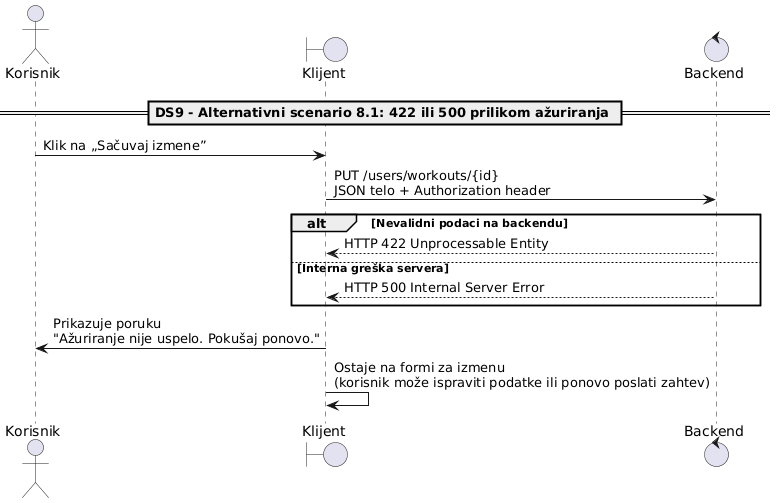 Korisnik
Klijent
Backend
DS9 - Alternativni scenario 8.1: 422 ili 500 prilikom ažuriranja
Klik na „Sačuvaj izmene”
PUT /users/workouts/{id}
JSON telo + Authorization header
alt [Nevalidni podaci na backendu]
HTTP 422 Unprocessable Entity
[Interna greška servera]
HTTP 500 Internal Server Error
Prikazuje poruku
"Ažuriranje nije uspelo. Pokušaj ponovo."
Ostaje na formi za izmenu
(korisnik može ispraviti podatke ili ponovo poslati zahtev)
Korisnik
Klijent
Backend